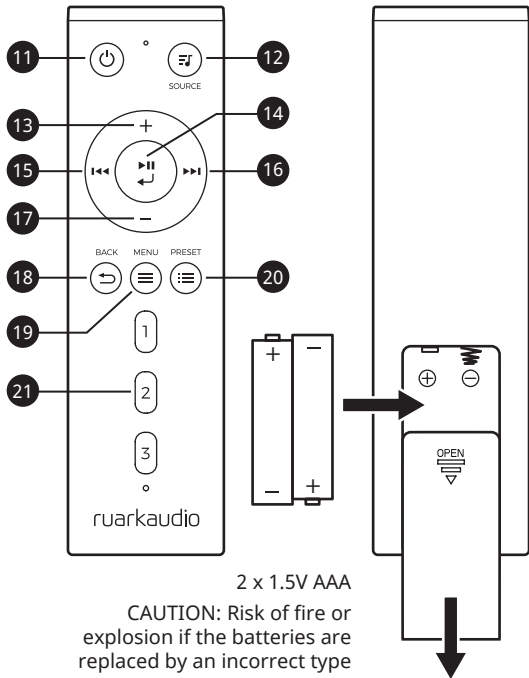 11
12
SOURCE
13
+
14
15
16
17
−
BACK MENU PRESET
18
19
20
1
21
2
3
ruarkaudio
+ −
− +
+ −
OPEN
2 x 1.5V AAA
CAUTION: Risk of fire or
explosion if the batteries are
replaced by an incorrect type